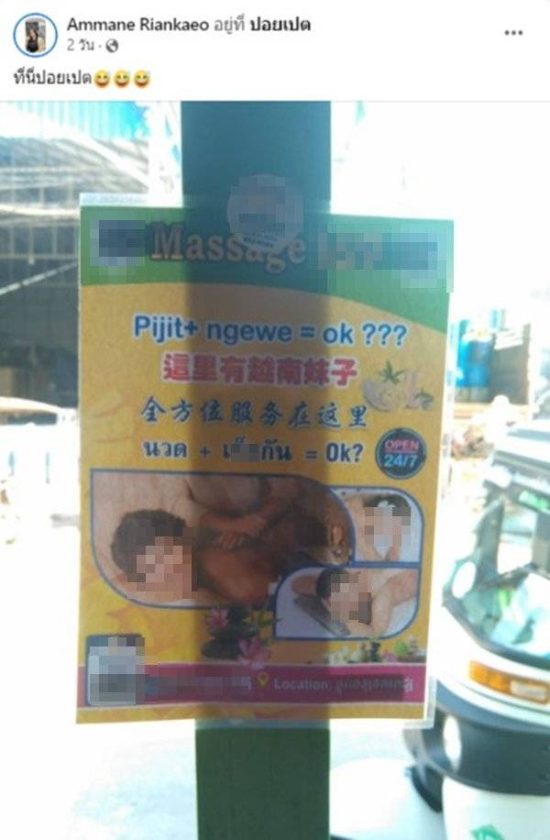 Ammane Riankaeo อยู่ที่ ปอยเปต
2 วัน
ที่นี่ปอยเปต😅😅😅
Massage
Pijit+ ngewe = ok ???
這里有越南妹子
全方位服务在这里
นวด + เ กัน = Ok?
OPEN
24/7
Location: